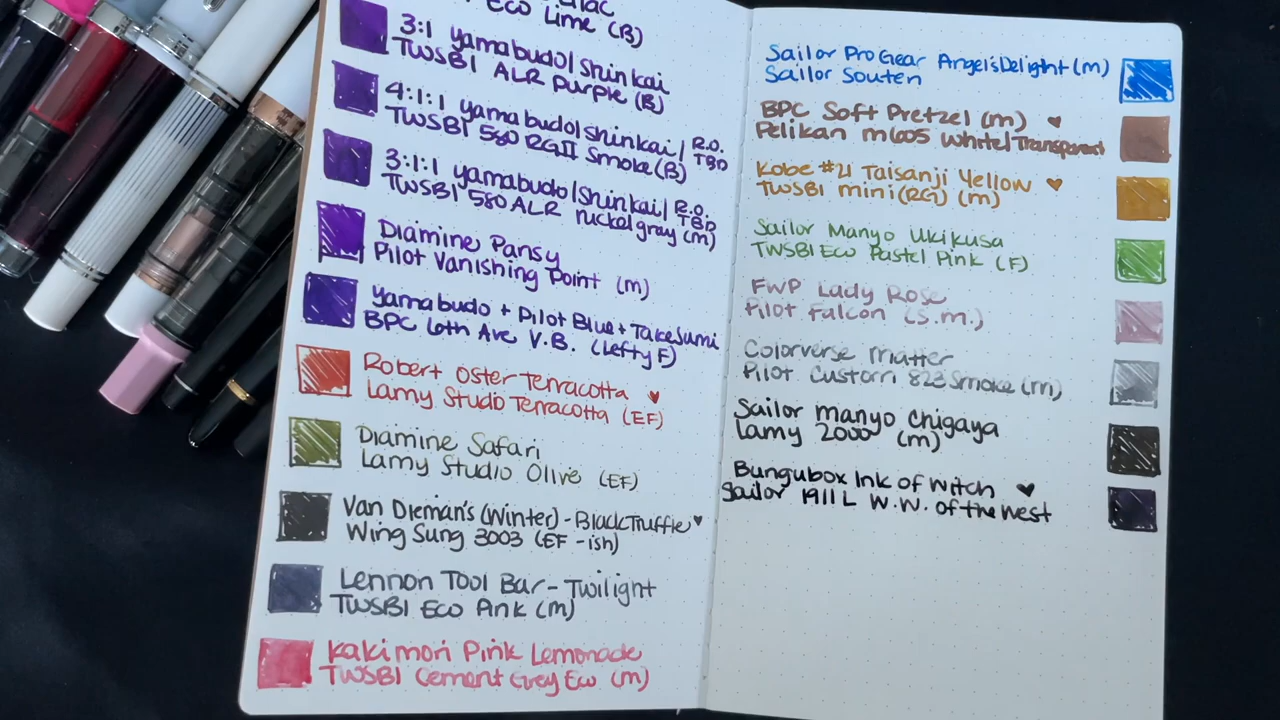 Eco Lime (B)
3:1 yamabudo/shinkai
TWSBI ALR Purple (B)
4:1:1 yamabudo/shinkai/R.O. TBD
TWSBI 580 RGII Smoke (B)
3:1:1 yamabudo/shinkai/R.O. TBD
TWSBI 580 ALR nickel gray (m)
Diamine Pansy
Pilot Vanishing Point (m)
yamabudo + Pilot Blue + TakeSumi
BPC 6th Ave V.B. (Lefty F)
Robert Oster Terracotta ♥
Lamy Studio Terracotta (EF)
Diamine Safari
Lamy Studio Olive (EF)
Van Dieman's (Winter) - Black Truffle ♥
Wing Sung 3003 (EF-ish)
Lennon Tool Bar - Twilight
TWSBI Eco Pink (m)
Kakimori Pink Lemonade
TWSBI Cement Grey Eco (m)
Sailor ProGear Angel's Delight (m)
Sailor Souten
BPC Soft Pretzel (m) ♥
Pelikan m605 White/Transparent
Kobe #21 Taisanji Yellow ♥
TWSBI mini (RG) (m)
Sailor Manyo Ukikusa
TWSBI Eco Pastel Pink (F)
FWP Lady Rose
Pilot Falcon (S.m.)
Colorverse Matter
Pilot Custom 823 Smoke (m)
Sailor manyo Chigaya
Lamy 2000 (m)
Bungubox Ink of Witch ♥
Sailor 1911L W.W. of the West